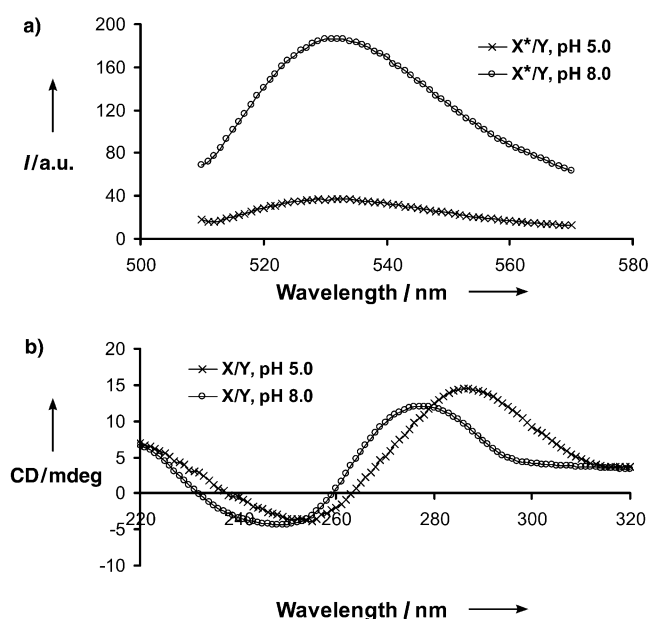 a)
200
160
120
80
40
0
I/a.u.
X*/Y, pH 5.0
X*/Y, pH 8.0
500 520 540 560 580
Wavelength / nm
b)
20
15
10
5
0
-5
-10
CD/mdeg
X/Y, pH 5.0
X/Y, pH 8.0
220 240 260 280 300 320
Wavelength / nm